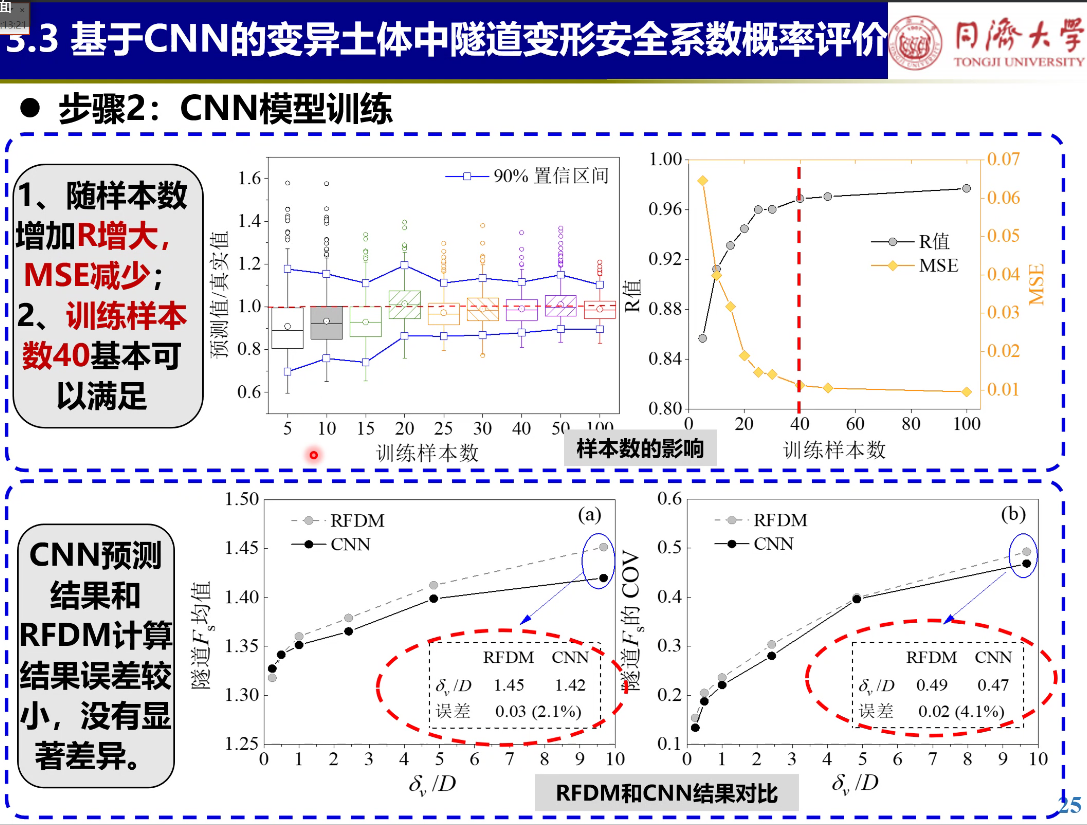 面
13:21
5.3 基于CNN的变异土体中隧道变形安全系数概率评价
同济大学
TONGJI UNIVERSITY
● 步骤2：CNN模型训练
1、随样本数
增加R增大，
MSE减少；
2、训练样本
数40基本可
以满足
预测值/真实值
1.6
1.4
1.2
1.0
0.8
0.6
90% 置信区间
5 10 15 20 25 30 40 50 100
训练样本数
R值
1.00
0.96
0.92
0.88
0.84
0.80
R值
MSE
0.07
0.06
0.05
0.04
0.03
0.02
0.01
MSE
0 20 40 60 80 100
训练样本数
样本数的影响
CNN预测
结果和
RFDM计算
结果误差较
小，没有显
著差异。
隧道Fs均值
1.50
1.45
1.40
1.35
1.30
1.25
RFDM
CNN
(a)
RFDM CNN
δv/D 1.45 1.42
误差 0.03 (2.1%)
0 1 2 3 4 5 6 7 8 9 10
δv/D
隧道Fs的 COV
0.6
0.5
0.4
0.3
0.2
0.1
RFDM
CNN
(b)
RFDM CNN
δv/D 0.49 0.47
误差 0.02 (4.1%)
0 1 2 3 4 5 6 7 8 9 10
δv/D
RFDM和CNN结果对比
25